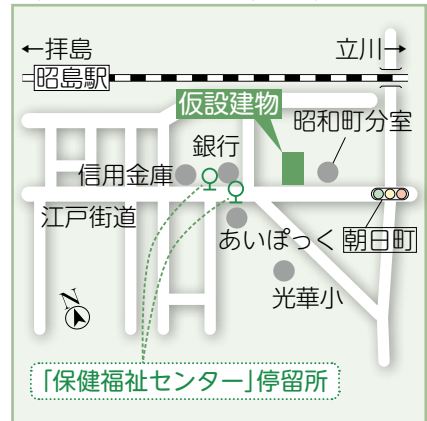 ←拝島
立川→
昭島駅
仮設建物
昭和町分室
銀行
信用金庫
江戸街道
あいぽっく
朝日町
光華小
N
「保健福祉センター」停留所